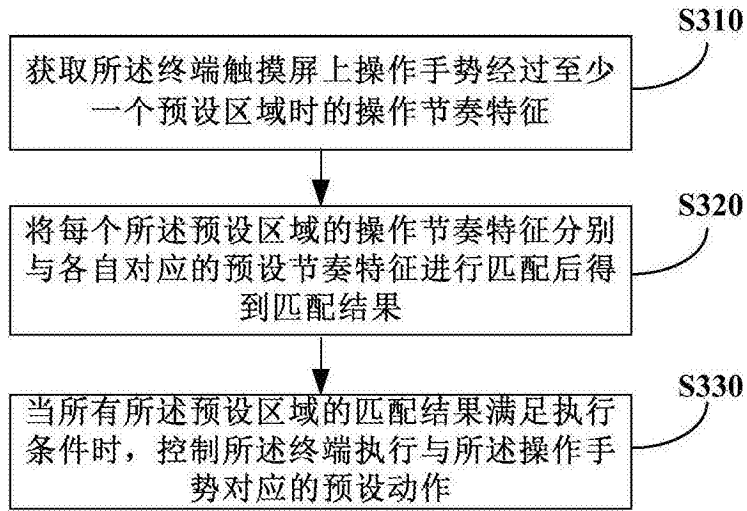 S310
获取所述终端触摸屏上操作手势经过至少
一个预设区域时的操作节奏特征
S320
将每个所述预设区域的操作节奏特征分别
与各自对应的预设节奏特征进行匹配后得
到匹配结果
S330
当所有所述预设区域的匹配结果满足执行
条件时，控制所述终端执行与所述操作手
势对应的预设动作